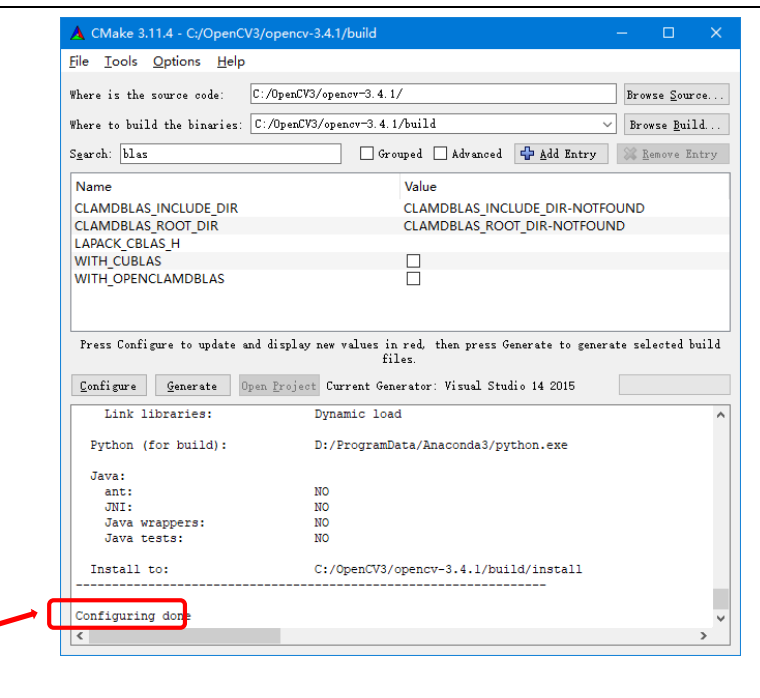 CMake 3.11.4 - C:/OpenCV3/opencv-3.4.1/build
File Tools Options Help
Where is the source code: C:/OpenCV3/opencv-3.4.1/ Browse Source...
Where to build the binaries: C:/OpenCV3/opencv-3.4.1/build Browse Build...
Search: blas Grouped Advanced Add Entry Remove Entry
Name Value
CLAMDBLAS_INCLUDE_DIR CLAMDBLAS_INCLUDE_DIR-NOTFOUND
CLAMDBLAS_ROOT_DIR CLAMDBLAS_ROOT_DIR-NOTFOUND
LAPACK_CBLAS_H
WITH_CUBLAS
WITH_OPENCLAMDBLAS
Press Configure to update and display new values in red, then press Generate to generate selected build
files.
Configure Generate Open Project Current Generator: Visual Studio 14 2015
Link libraries: Dynamic load
Python (for build): D:/ProgramData/Anaconda3/python.exe
Java:
ant: NO
JNI: NO
Java wrappers: NO
Java tests: NO
Install to: C:/OpenCV3/opencv-3.4.1/build/install
-----------------------------------------------------------------
Configuring done